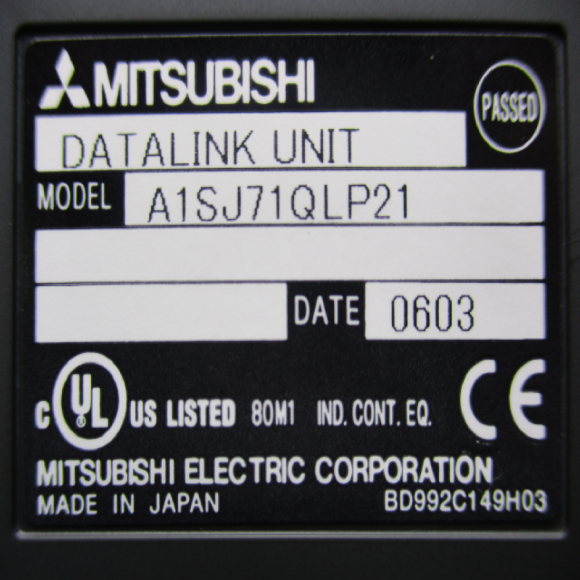 MITSUBISHI
PASSED
DATALINK UNIT
MODEL A1SJ71QLP21
DATE 0603
C UL ® US LISTED 80M1 IND. CONT. EQ. CE
MITSUBISHI ELECTRIC CORPORATION
MADE IN JAPAN BD992C149H03